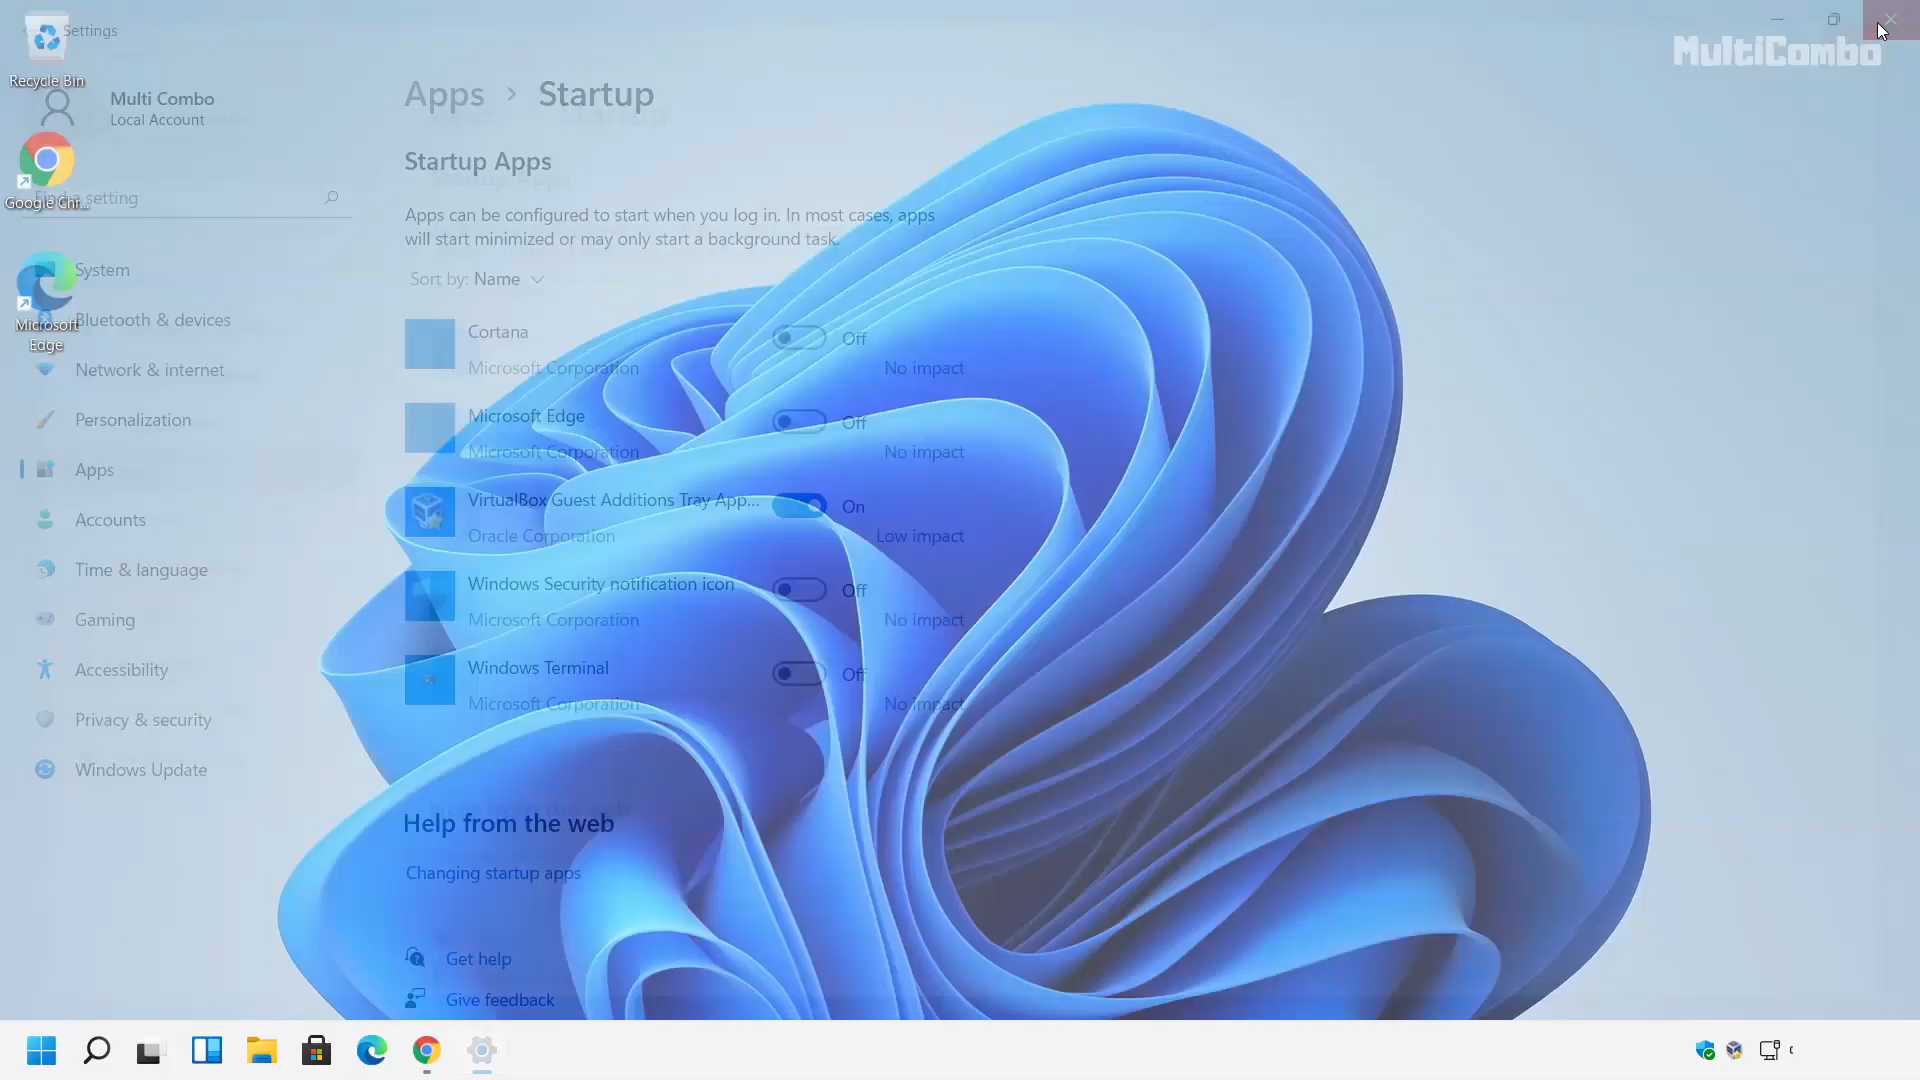 Settings
MultiCombo
Recycle Bin
Multi Combo
Local Account
Apps > Startup
Startup Apps
Find a setting
Google Chr...
Apps can be configured to start when you log in. In most cases, apps
will start minimized or may only start a background task.
System
Sort by: Name
Microsoft
Edge
Bluetooth & devices
Cortana
Off
Microsoft Corporation
No impact
Network & internet
Microsoft Edge
Off
Microsoft Corporation
No impact
Personalization
Apps
VirtualBox Guest Additions Tray App...
On
Oracle Corporation
Low impact
Accounts
Time & language
Windows Security notification icon
Off
Microsoft Corporation
No impact
Gaming
Accessibility
Windows Terminal
Off
Microsoft Corporation
No impact
Privacy & security
Windows Update
Help from the web
Changing startup apps
Get help
Give feedback